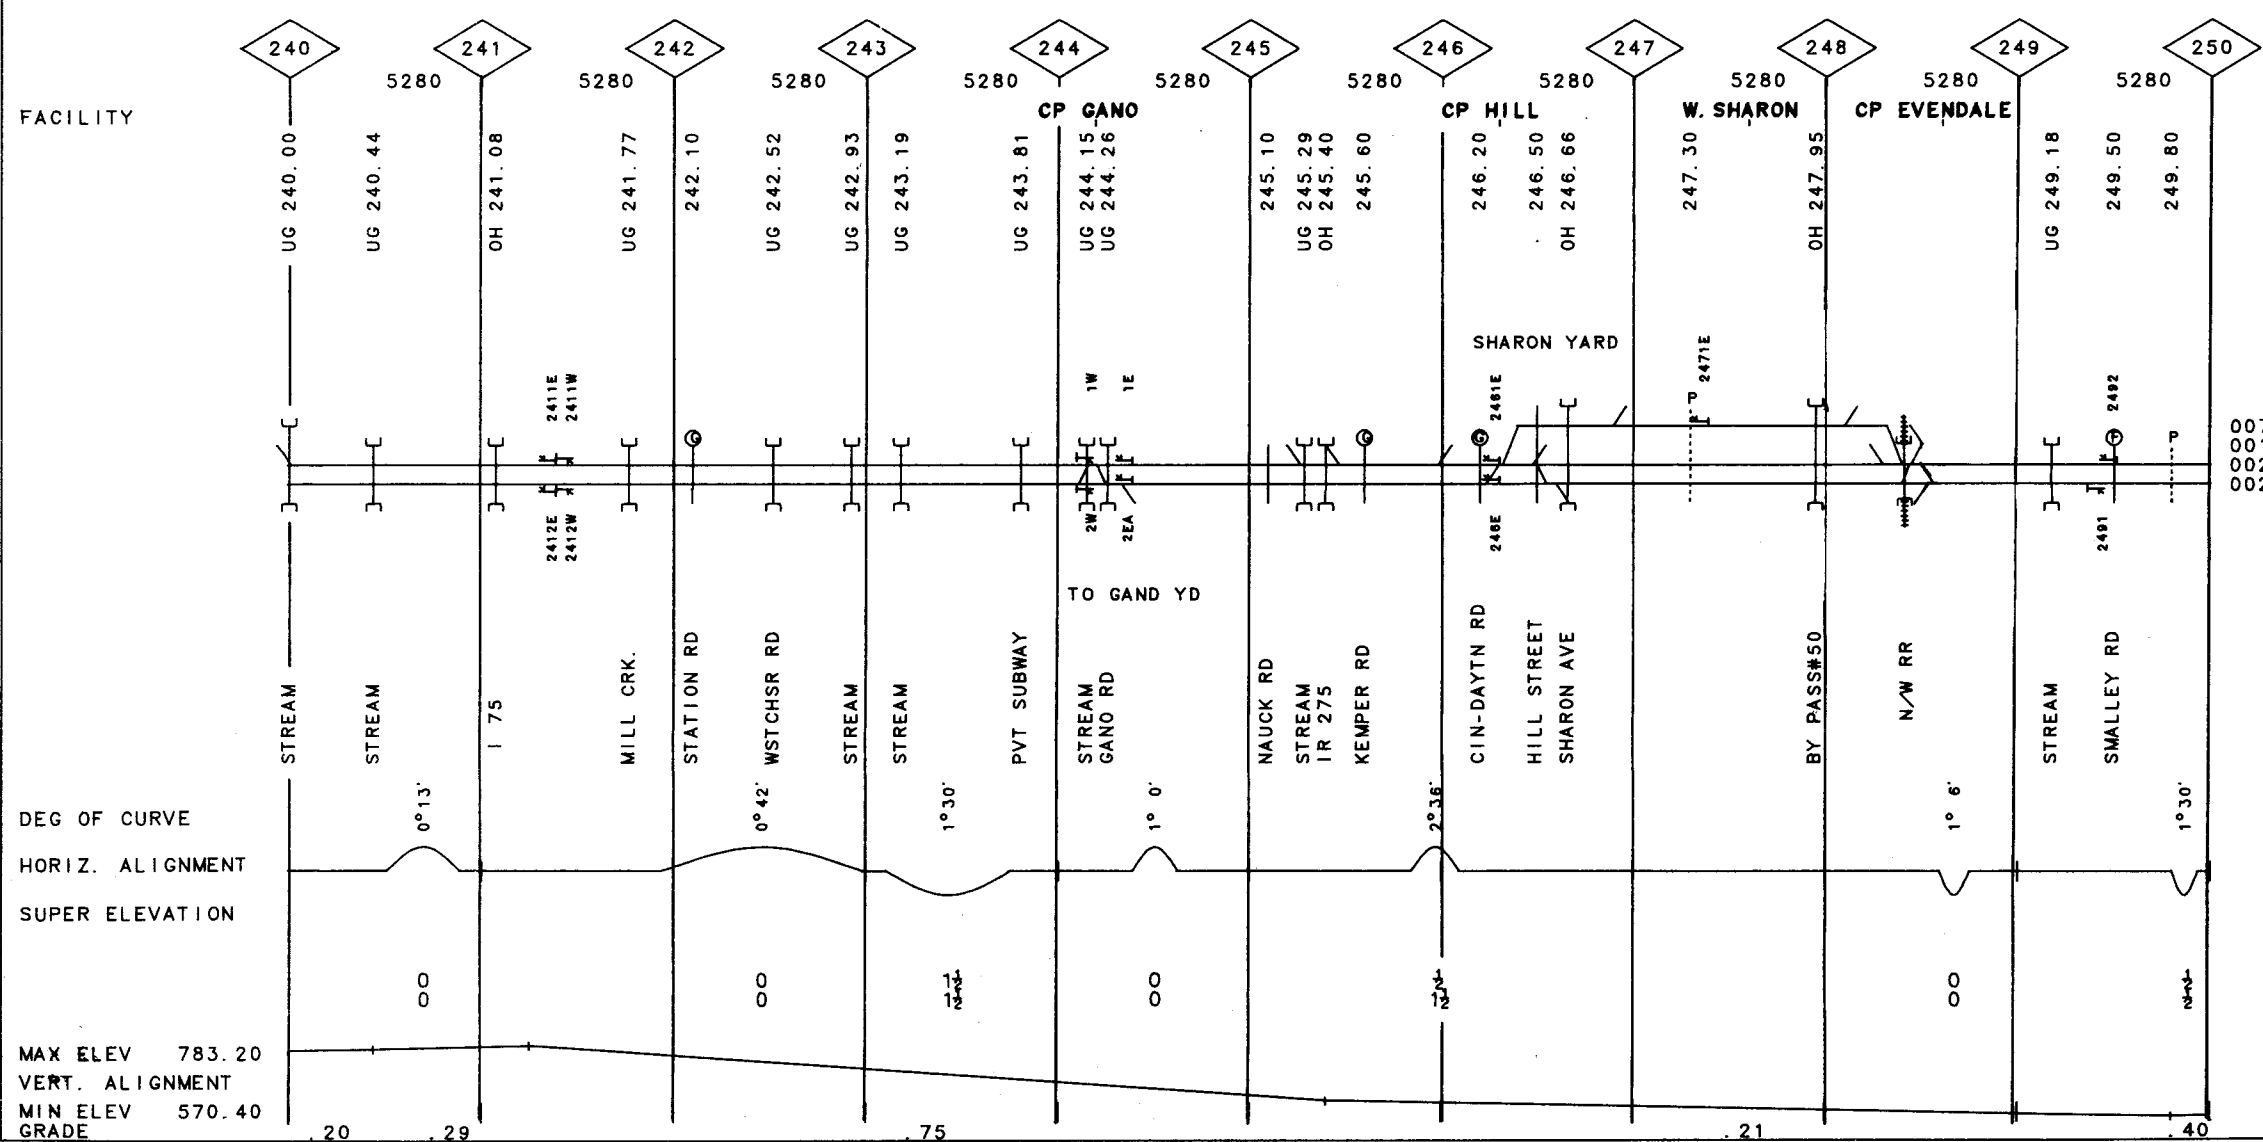 240 241 242 243 244 245 246 247 248 249 250
5280 5280 5280 5280 5280 5280 5280 5280 5280 5280
FACILITY
CP GANO CP HILL W. SHARON CP EVENDALE
UG 240.00
UG 240.44
OH 241.08
UG 241.77
242.10
UG 242.52
UG 242.93
UG 243.19
UG 243.81
UG 244.15
UG 244.26
245.10
UG 245.29
OH 245.40
245.60
246.20
246.50
OH 246.66
247.30
OH 247.95
UG 249.18
249.50
249.80
SHARON YARD
2411E
2411W
1W
1E
2461E
2471E
2492
P
G
G
G
F
P
007
00
002
002
2412E
2412W
2W
2EA
246E
2491
TO GAND YD
STREAM
STREAM
I 75
MILL CRK.
STATION RD
WSTCHSR RD
STREAM
STREAM
PVT SUBWAY
STREAM
GANO RD
NAUCK RD
STREAM
IR 275
KEMPER RD
CIN-DAYTN RD
HILL STREET
SHARON AVE
BY PASS#50
N/W RR
STREAM
SMALLEY RD
DEG OF CURVE
0°13'
0°42'
1°30'
1° 0'
2°36'
1° 6'
1°30'
HORIZ. ALIGNMENT
SUPER ELEVATION
0 0 1½ 0 ½ 0 ½
0 0 1½ 0 1½ 0 ½
MAX ELEV 783.20
VERT. ALIGNMENT
MIN ELEV 570.40
GRADE .20 .29 .75 .21 .40